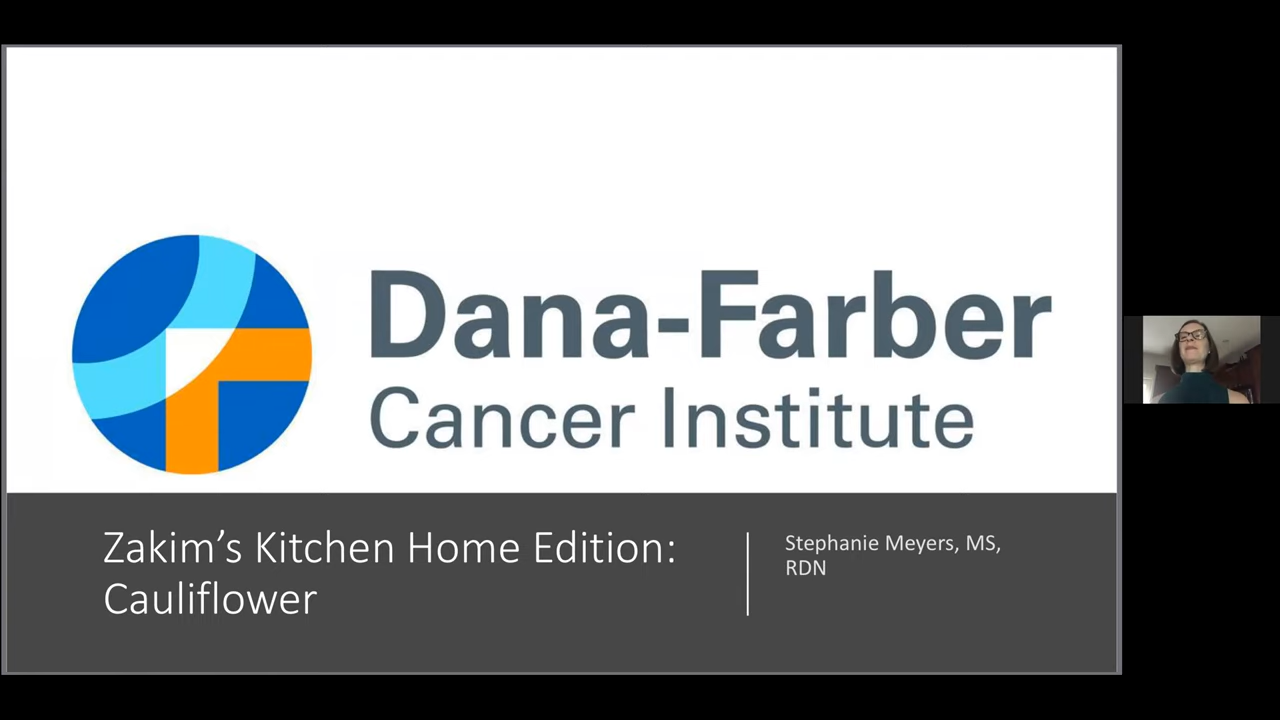 Dana-Farber
Cancer Institute
Zakim’s Kitchen Home Edition:
Cauliflower
Stephanie Meyers, MS,
RDN